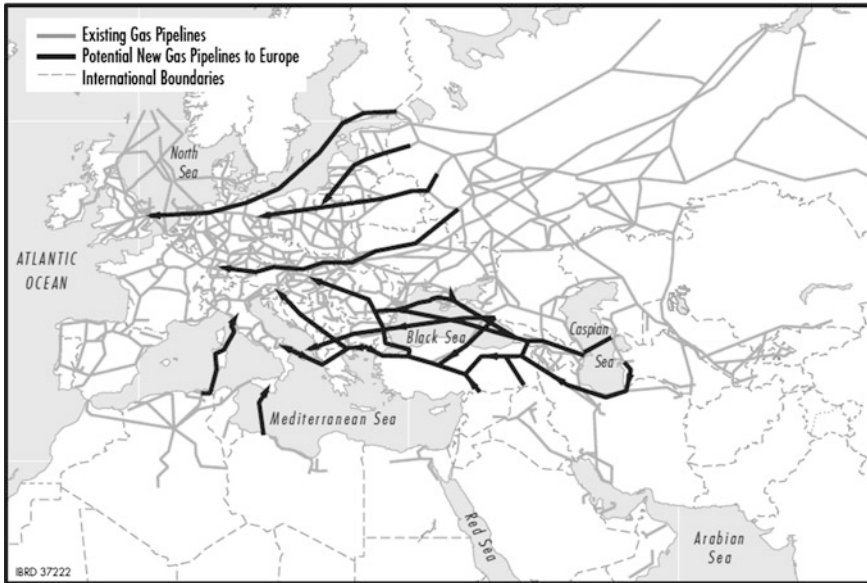 Existing Gas Pipelines
Potential New Gas Pipelines to Europe
International Boundaries
North
Sea
ATLANTIC
OCEAN
Black Sea
Caspian
Sea
Mediterranean Sea
Red Sea
Arabian
Sea
IBRD 37222